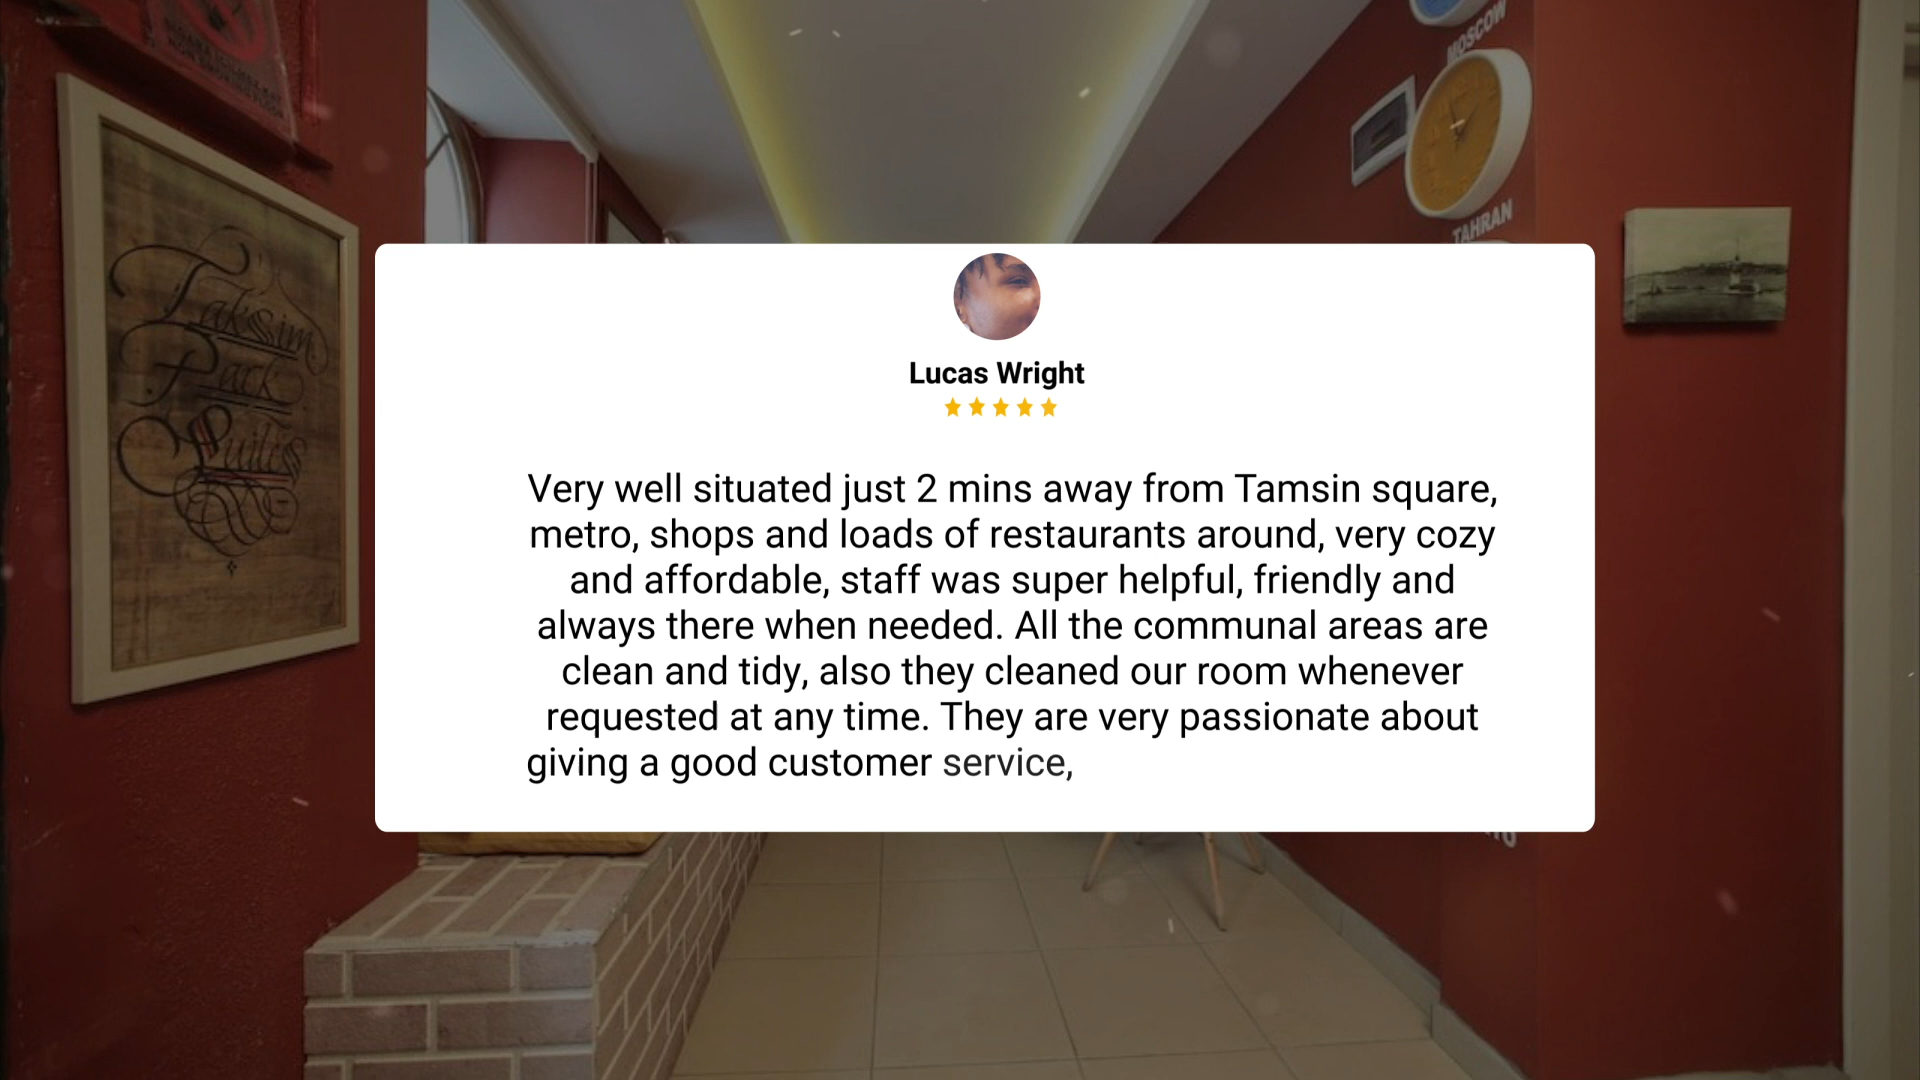 MOSCOW
TAHRAN
Taksim
Park
Suites
Lucas Wright
Very well situated just 2 mins away from Tamsin square,
metro, shops and loads of restaurants around, very cozy
and affordable, staff was super helpful, friendly and
always there when needed. All the communal areas are
clean and tidy, also they cleaned our room whenever
requested at any time. They are very passionate about
giving a good customer service,